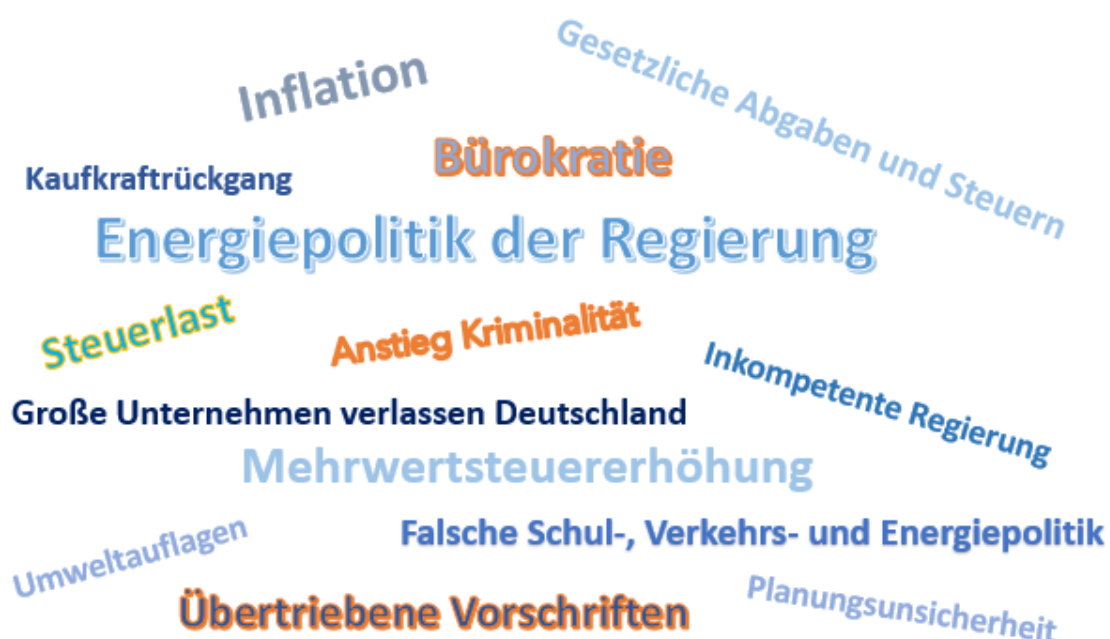 Gesetzliche Abgaben und Steuern
Inflation
Bürokratie
Kaufkraftrückgang
Energiepolitik der Regierung
Steuerlast
Anstieg Kriminalität
Inkompetente Regierung
Große Unternehmen verlassen Deutschland
Mehrwertsteuererhöhung
Falsche Schul-, Verkehrs- und Energiepolitik
Umweltauflagen
Übertriebene Vorschriften
Planungsunsicherheit